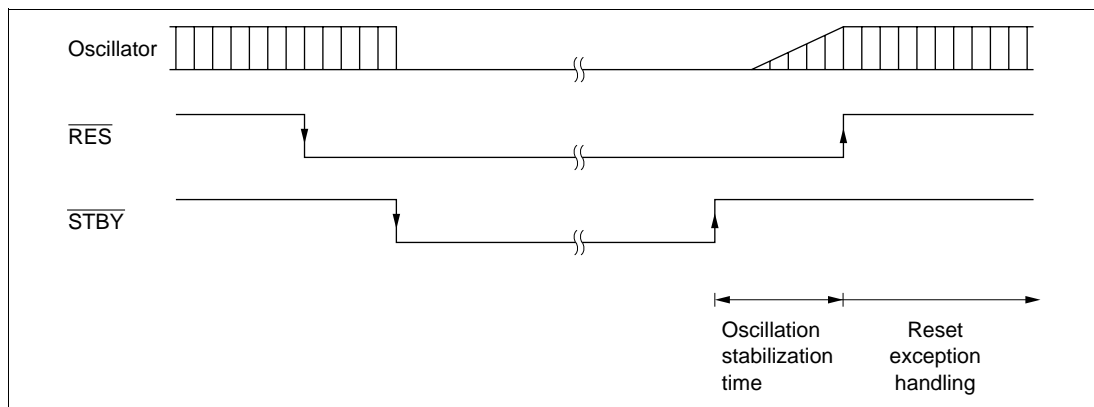 Oscillator
RES
STBY
Oscillation
stabilization
time
Reset
exception
handling